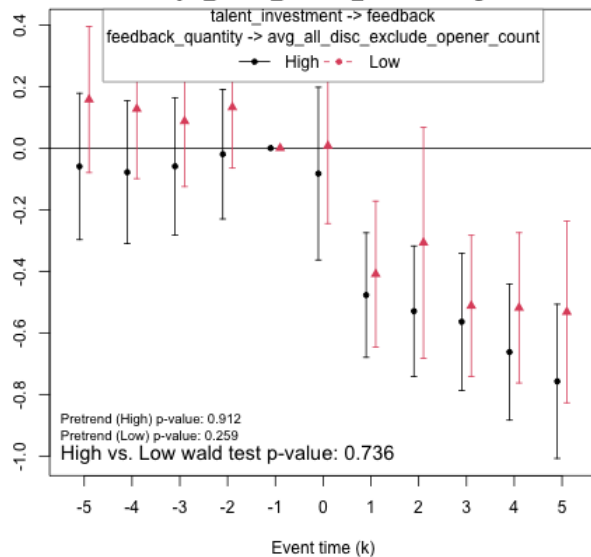 talent_investment -> feedback
feedback_quantity -> avg_all_disc_exclude_opener_count
High Low
0.4
0.2
0.0
-0.2
-0.4
-0.6
-0.8
-1.0
Pretrend (High) p-value: 0.912
Pretrend (Low) p-value: 0.259
High vs. Low wald test p-value: 0.736
-5 -4 -3 -2 -1 0 1 2 3 4 5
Event time (k)